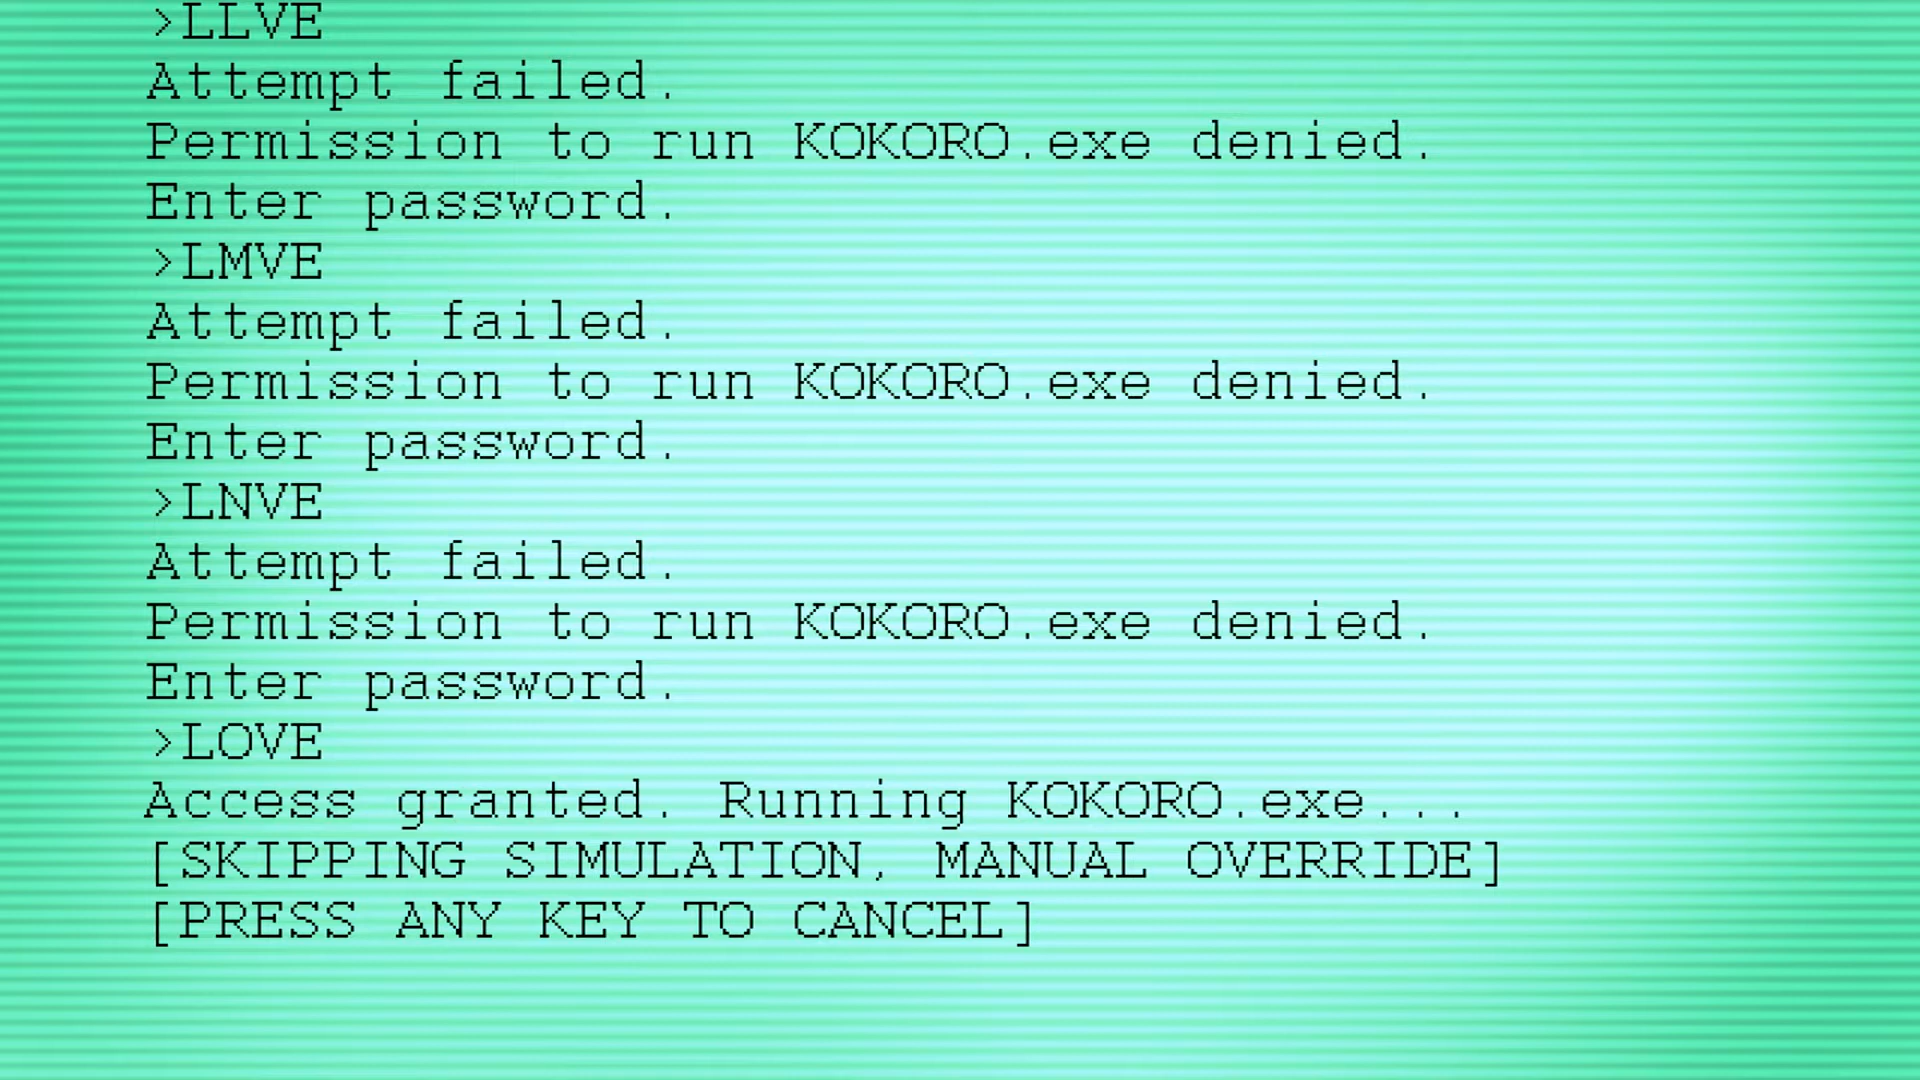 >LLVE
Attempt failed.
Permission to run KOKORO.exe denied.
Enter password.
>LMVE
Attempt failed.
Permission to run KOKORO.exe denied.
Enter password.
>LNVE
Attempt failed.
Permission to run KOKORO.exe denied.
Enter password.
>LOVE
Access granted. Running KOKORO.exe...
[SKIPPING SIMULATION, MANUAL OVERRIDE]
[PRESS ANY KEY TO CANCEL]